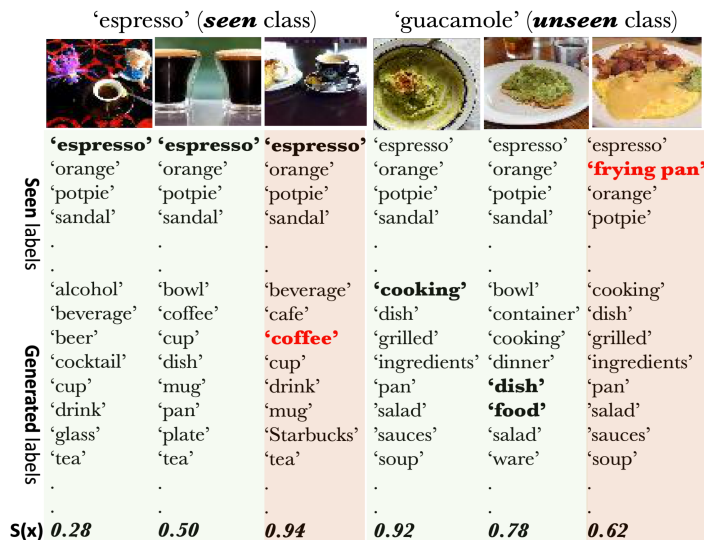 ‘espresso’ (seen class) ‘guacamole’ (unseen class)
Seen labels
‘espresso’ ‘espresso’ ‘espresso’ ‘espresso’ ‘espresso’ ‘espresso’
‘orange’ ‘orange’ ‘orange’ ‘orange’ ‘orange’ ‘frying pan’
‘potpie’ ‘potpie’ ‘potpie’ ‘potpie’ ‘potpie’ ‘orange’
‘sandal’ ‘sandal’ ‘sandal’ ‘sandal’ ‘sandal’ ‘potpie’
. . . . . .
. . . . . .
Generated labels
‘alcohol’ ‘bowl’ ‘beverage’ ‘cooking’ ‘bowl’ ‘cooking’
‘beverage’ ‘coffee’ ‘cafe’ ‘dish’ ‘container’ ‘dish’
‘beer’ ‘cup’ ‘coffee’ ‘grilled’ ‘cooking’ ‘grilled’
‘cocktail’ ‘dish’ ‘cup’ ‘ingredients’ ‘dinner’ ‘ingredients’
‘cup’ ‘mug’ ‘drink’ ‘pan’ ‘dish’ ‘pan’
‘drink’ ‘pan’ ‘mug’ ’salad’ ‘food’ ’salad’
‘glass’ ‘plate’ ‘Starbucks’ ‘sauces’ ‘salad’ ‘sauces’
‘tea’ ‘tea’ ‘tea’ ‘soup’ ‘ware’ ‘soup’
. . . . . .
. . . . . .
S(x) 0.28 0.50 0.94 0.92 0.78 0.62